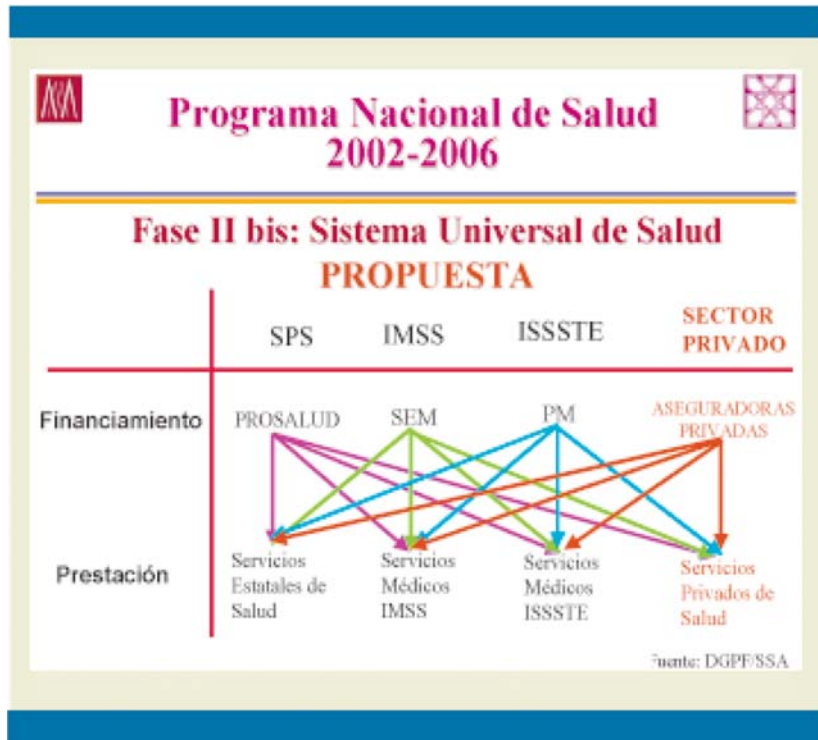 Programa Nacional de Salud
2002-2006
Fase II bis: Sistema Universal de Salud
PROPUESTA
SPS IMSS ISSSTE SECTOR
PRIVADO
Financiamiento PROSALUD SEM PM ASEGURADORAS
PRIVADAS
Prestación
Servicios
Estatales de
Salud
Servicios
Médicos
IMSS
Servicios
Médicos
ISSSTE
Servicios
Privados de
Salud
Fuente: DGPF/SSA